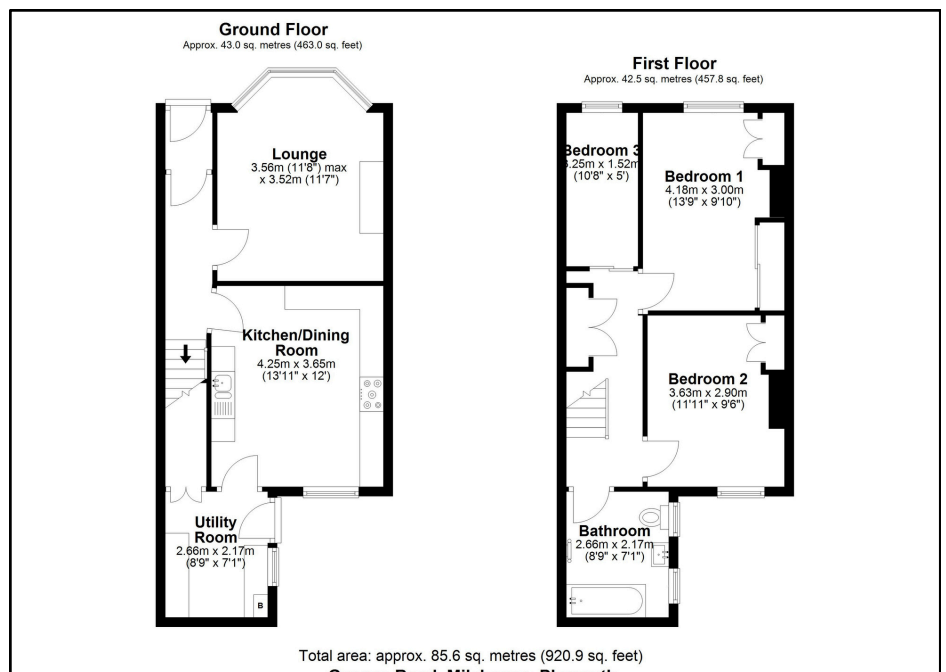 Ground Floor
Approx. 43.0 sq. metres (463.0 sq. feet)
Lounge
3.56m (11'8") max
x 3.52m (11'7")
Kitchen/Dining
Room
4.25m x 3.65m
(13'11" x 12')
Utility
Room
2.66m x 2.17m
(8'9" x 7'1")
B
First Floor
Approx. 42.5 sq. metres (457.8 sq. feet)
Bedroom 3
3.25m x 1.52m
(10'8" x 5')
Bedroom 1
4.18m x 3.00m
(13'9" x 9'10")
Bedroom 2
3.63m x 2.90m
(11'11" x 9'6")
Bathroom
2.66m x 2.17m
(8'9" x 7'1")
Total area: approx. 85.6 sq. metres (920.9 sq. feet)